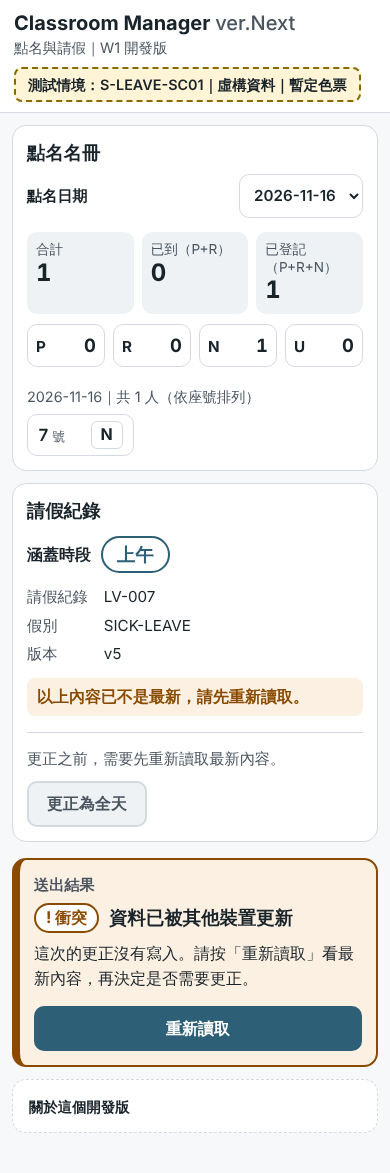 Classroom Manager ver.Next
點名與請假｜W1 開發版
測試情境：S-LEAVE-SC01｜虛構資料｜暫定色票
點名名冊
點名日期
2026-11-16
合計
1
已到（P+R）
0
已登記
（P+R+N）
1
P 0
R 0
N 1
U 0
2026-11-16｜共 1 人（依座號排列）
7 號 N
請假紀錄
涵蓋時段 上午
請假紀錄 LV-007
假別 SICK-LEAVE
版本 v5
以上內容已不是最新，請先重新讀取。
更正之前，需要先重新讀取最新內容。
更正為全天
送出結果
! 衝突 資料已被其他裝置更新
這次的更正沒有寫入。請按「重新讀取」看最
新內容，再決定是否需要更正。
重新讀取
關於這個開發版